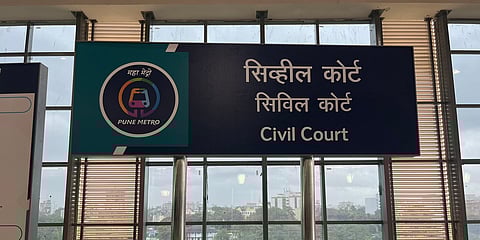 महा मेट्रो
PUNE METRO
सिव्हील कोर्ट
सिविल कोर्ट
Civil Court